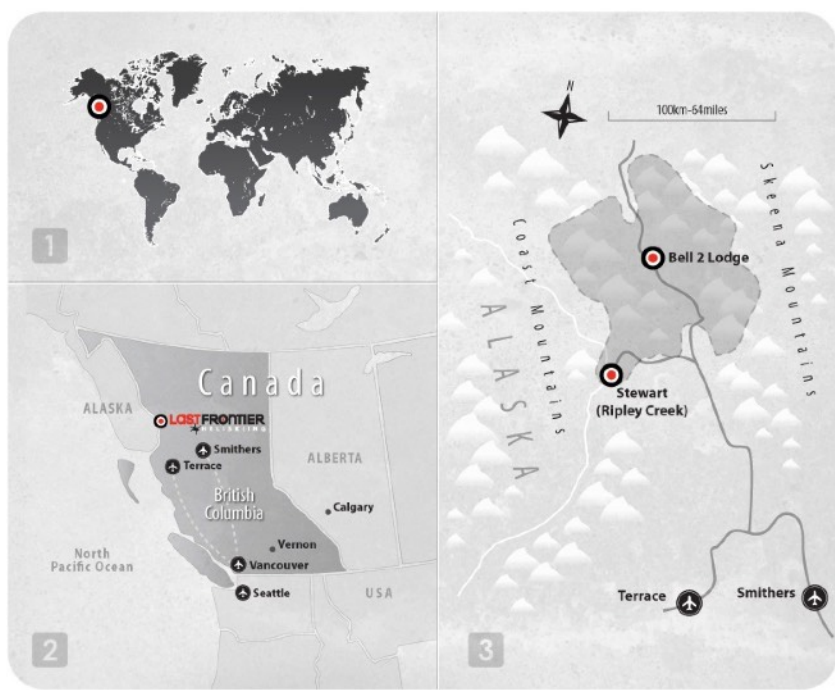 1
Canada
ALASKA
LASTFRONTIER
HELISKIING
Smithers
Terrace
ALBERTA
British
Columbia
Calgary
Vernon
North
Pacific Ocean
Vancouver
USA
Seattle
2
N
100km-64miles
Skeena Mountains
Coast Mountains
ALASKA
Bell 2 Lodge
Stewart
(Ripley Creek)
Terrace
Smithers
3